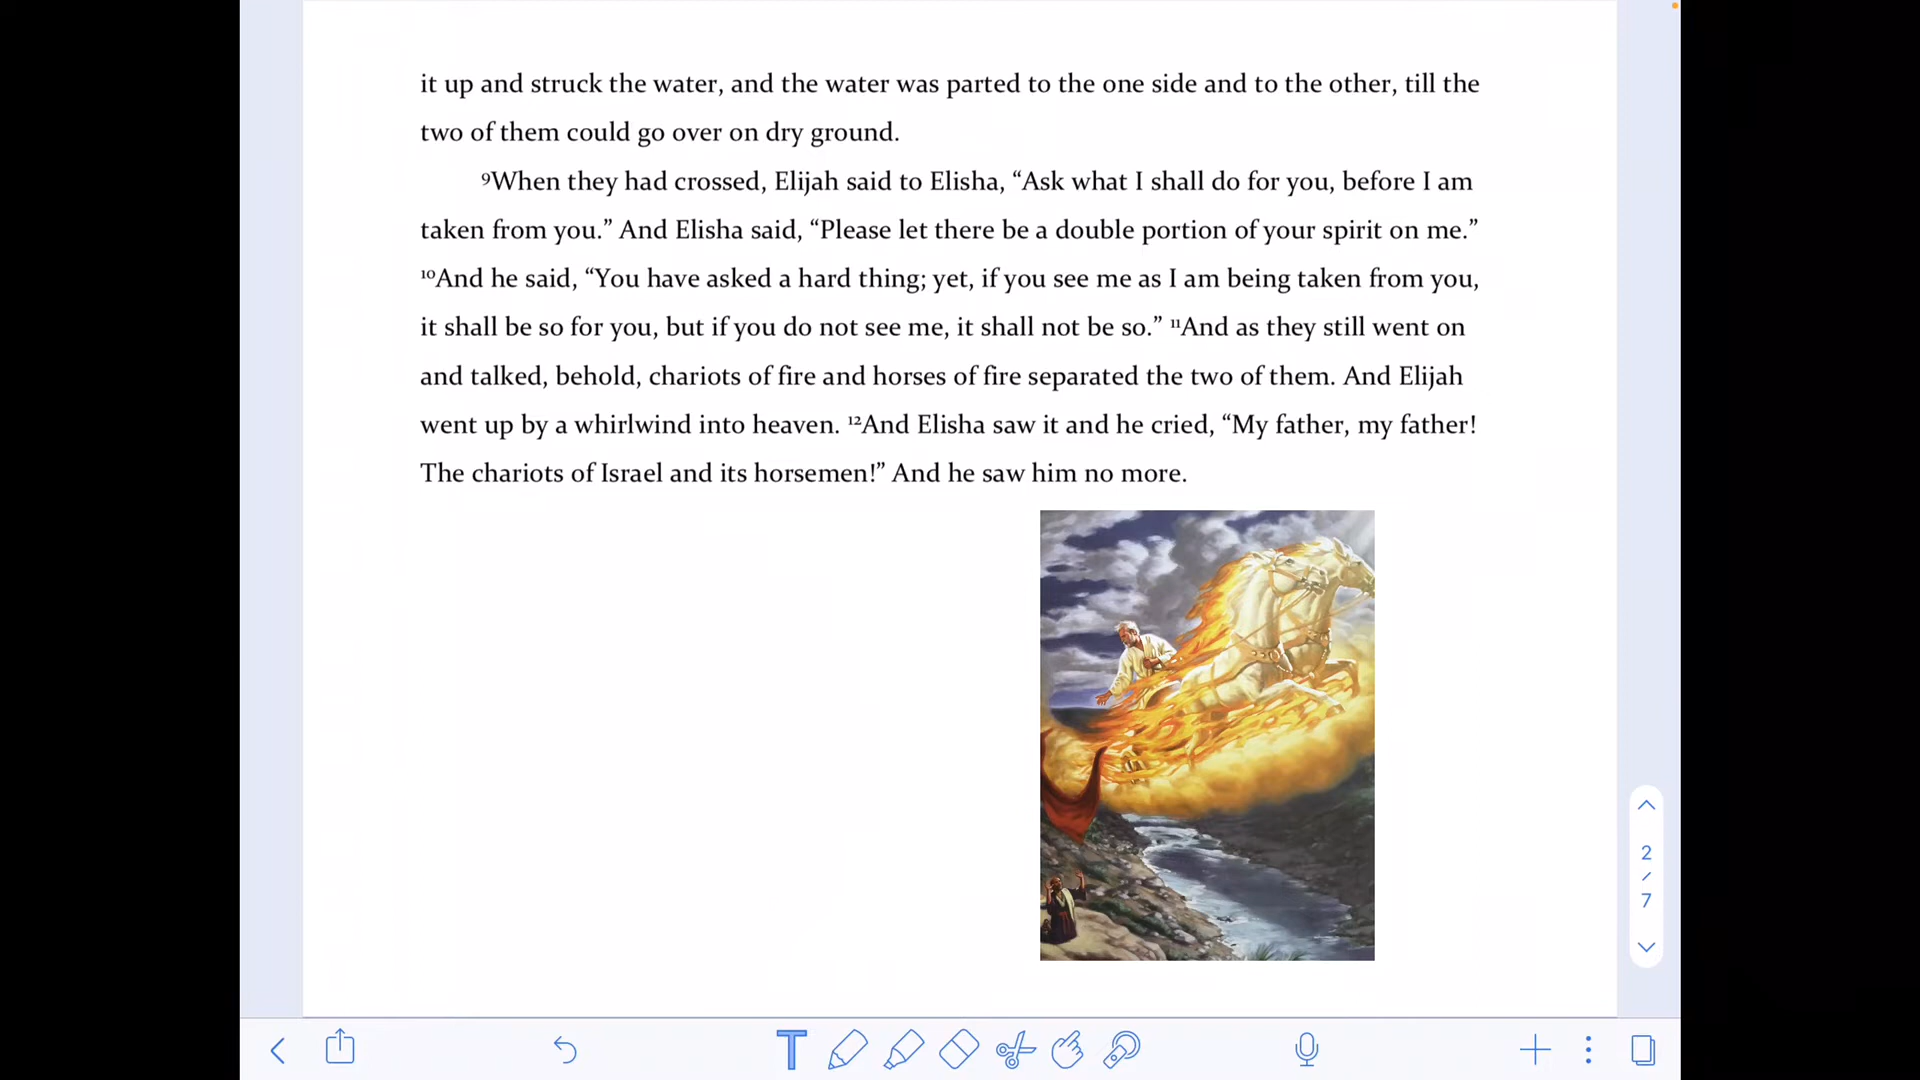 it up and struck the water, and the water was parted to the one side and to the other, till the
two of them could go over on dry ground.
⁹When they had crossed, Elijah said to Elisha, “Ask what I shall do for you, before I am
taken from you.” And Elisha said, “Please let there be a double portion of your spirit on me.”
¹⁰And he said, “You have asked a hard thing; yet, if you see me as I am being taken from you,
it shall be so for you, but if you do not see me, it shall not be so.” ¹¹And as they still went on
and talked, behold, chariots of fire and horses of fire separated the two of them. And Elijah
went up by a whirlwind into heaven. ¹²And Elisha saw it and he cried, “My father, my father!
The chariots of Israel and its horsemen!” And he saw him no more.
2
/
7
T